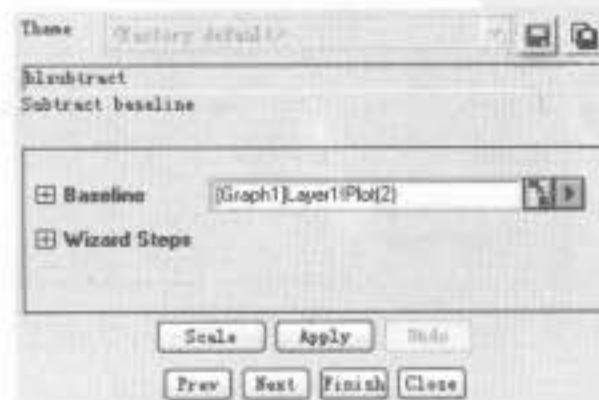 Theme <Factory default>
blsubtract
Subtract baseline
Baseline [Graph1]Layer1!Plot(2)
Wizard Steps
Scale Apply Undo
Prev Next Finish Close